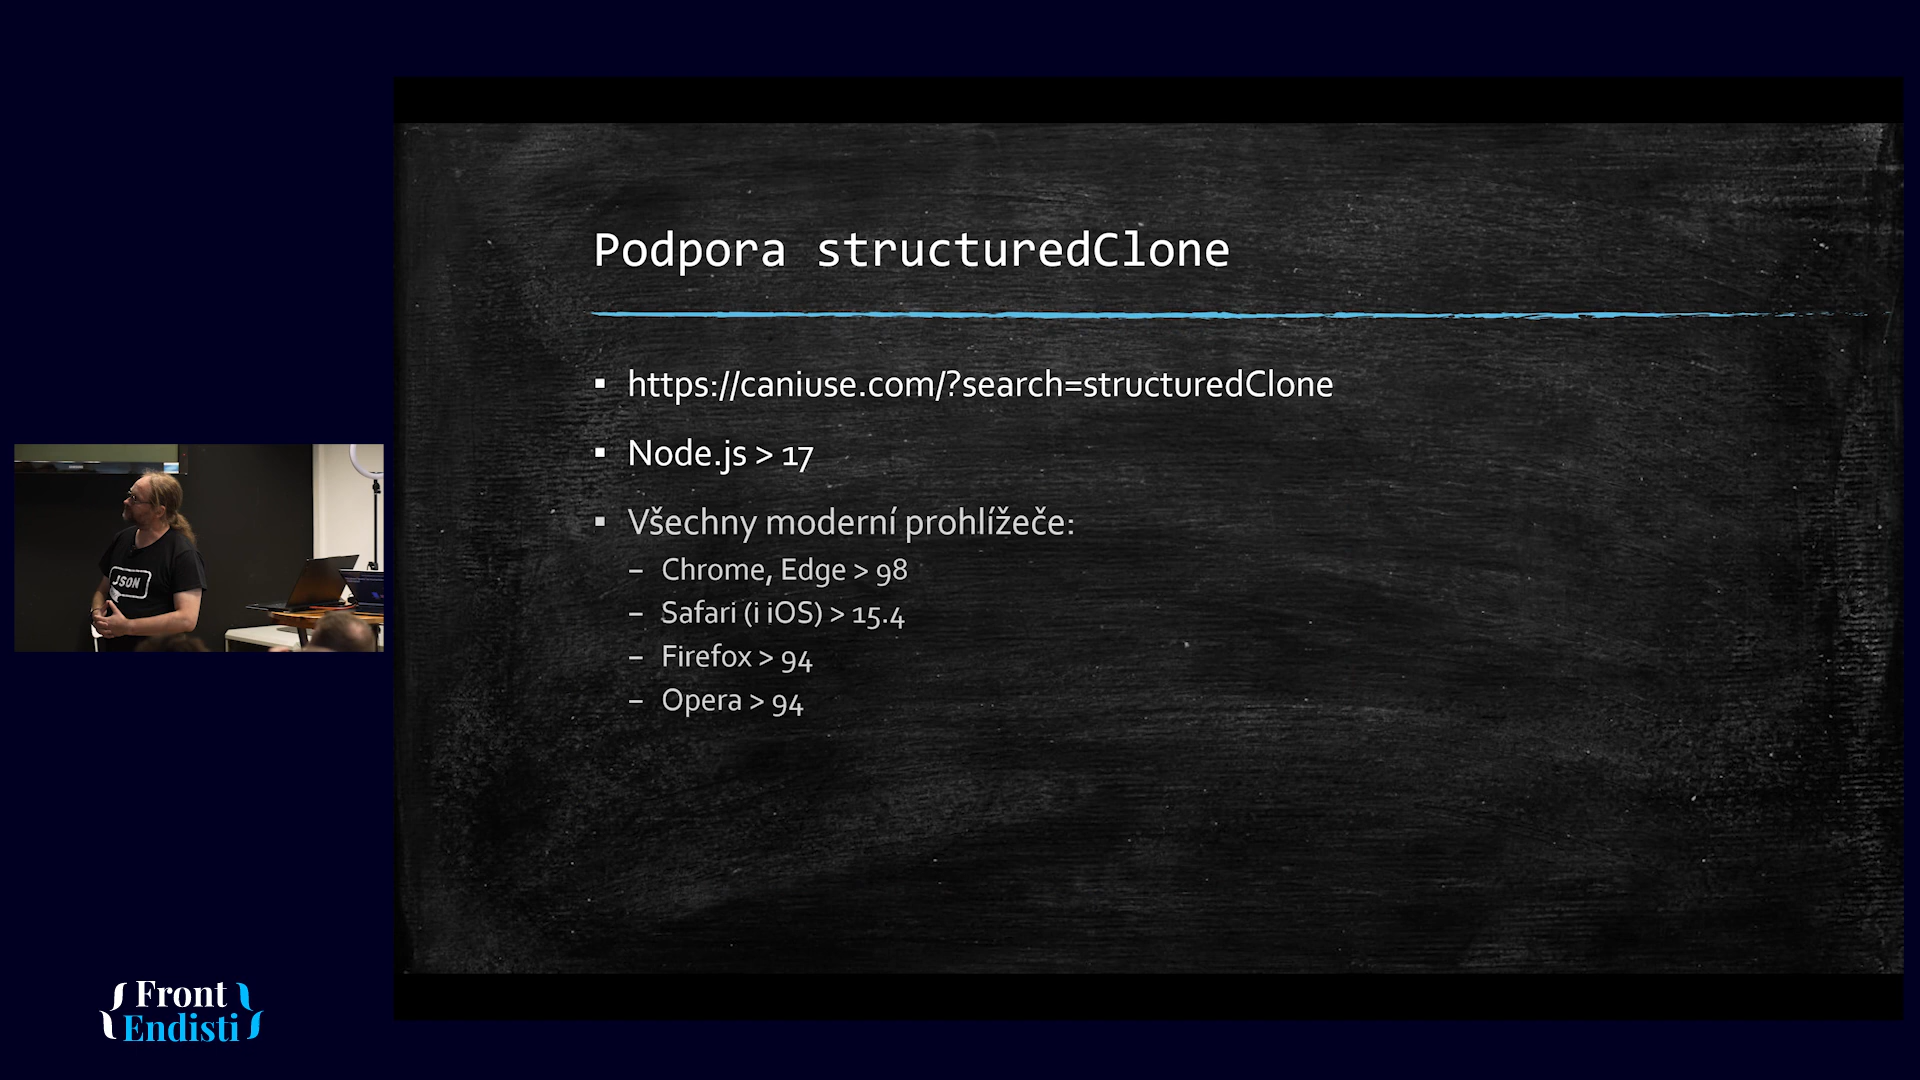 Podpora structuredClone
▪ https://caniuse.com/?search=structuredClone
▪ Node.js > 17
▪ Všechny moderní prohlížeče:
– Chrome, Edge > 98
– Safari (i iOS) > 15.4
– Firefox > 94
– Opera > 94
JSON
{ Front }
{ Endisti }